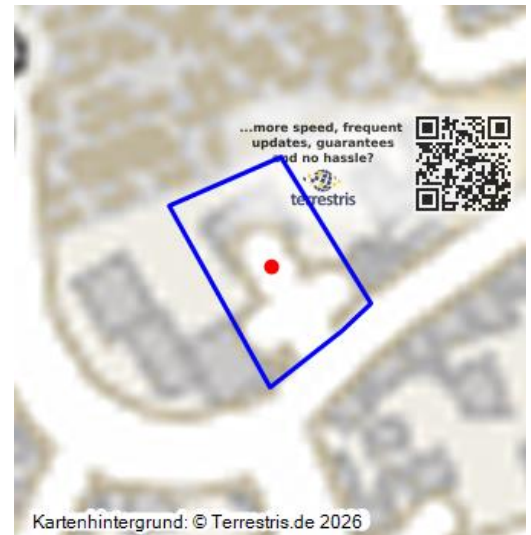 ...more speed, frequent
updates, guarantees
and no hassle?
terrestris
Kartenhintergrund: © Terrestris.de 2026